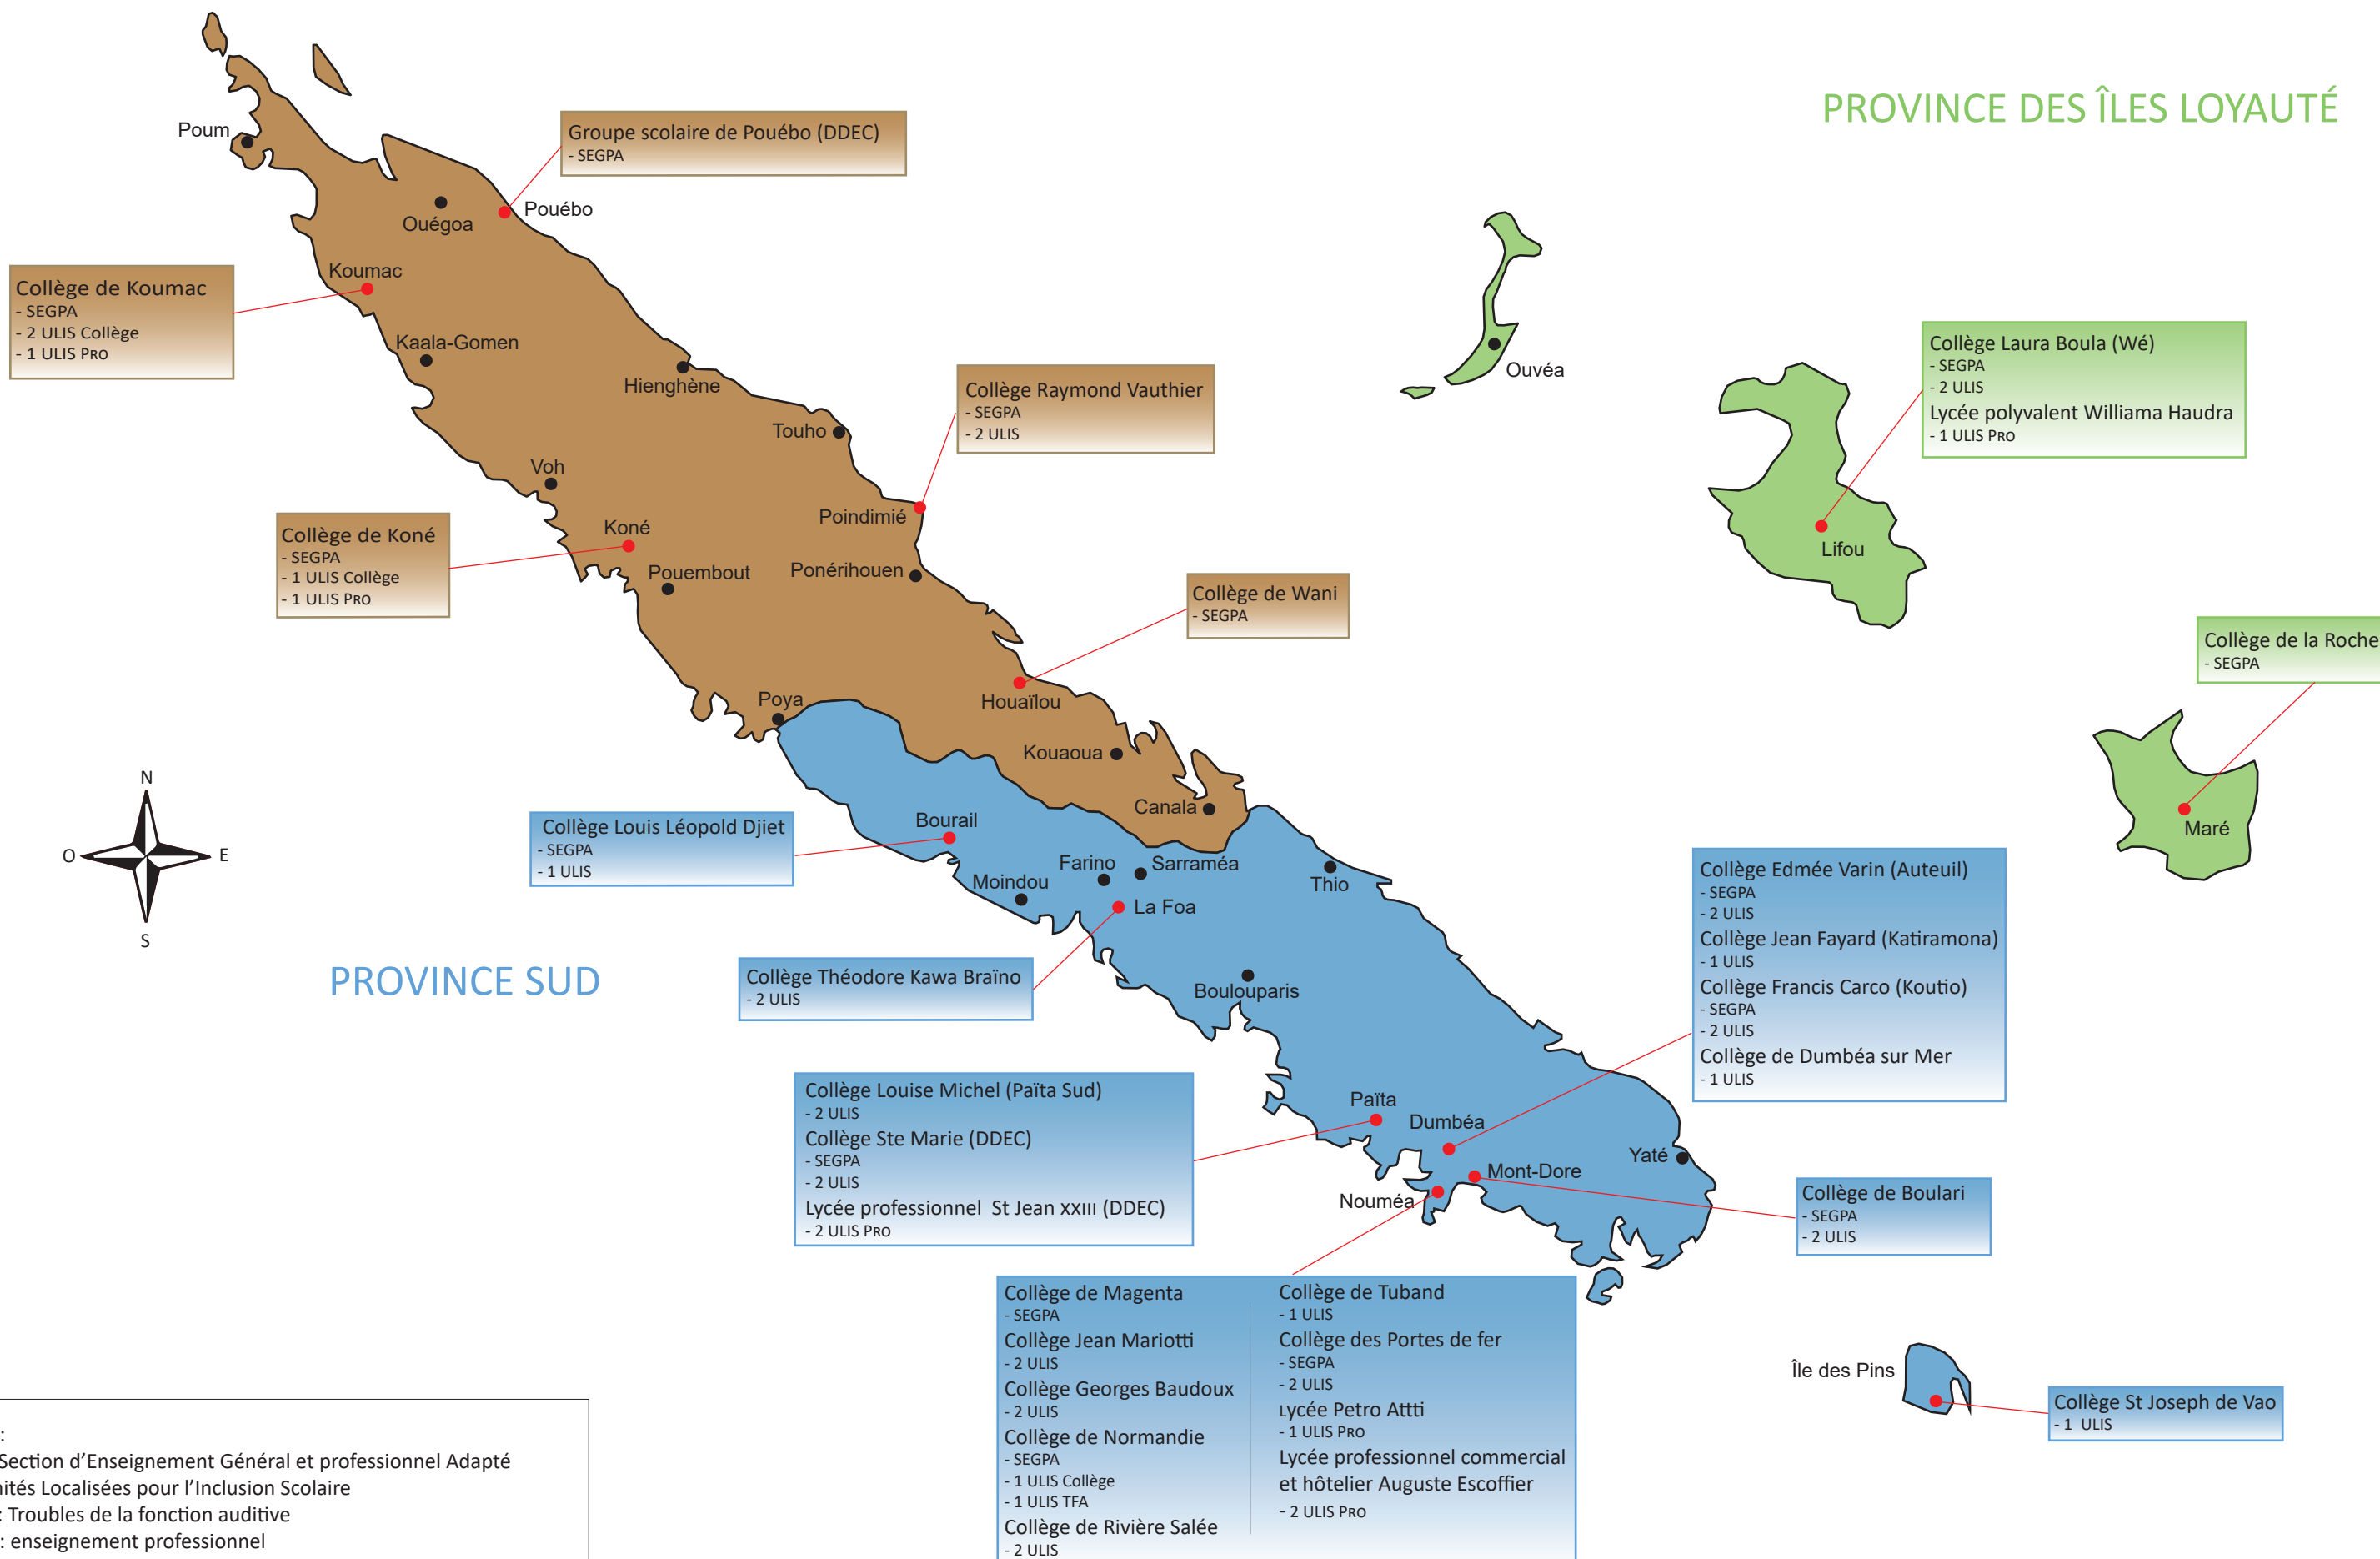 PROVINCE DES ÎLES LOYAUTÉ
Poum
Groupe scolaire de Pouébo (DDEC)
- SEGPA
Ouégoa
Pouébo
Koumac
Collège de Koumac
- SEGPA
- 2 ULIS Collège
- 1 ULIS PRO
Kaala-Gomen
Hienghène
Touho
Collège Raymond Vauthier
- SEGPA
- 2 ULIS
Ouvéa
Collège Laura Boula (Wé)
- SEGPA
- 2 ULIS
Lycée polyvalent Williama Haudra
- 1 ULIS PRO
Lifou
Voh
Koné
Poindimié
Collège de Koné
- SEGPA
- 1 ULIS Collège
- 1 ULIS PRO
Pouembout
Ponérihouen
Collège de Wani
- SEGPA
Collège de la Roche
- SEGPA
Maré
Poya
Houaïlou
Kouaoua
Canala
N
O
E
S
Collège Louis Léopold Djiet
- SEGPA
- 1 ULIS
Bourail
Farino
Sarraméa
Moindou
La Foa
Thio
PROVINCE SUD
Collège Théodore Kawa Braïno
- 2 ULIS
Boulouparis
Collège Edmée Varin (Auteuil)
- SEGPA
- 2 ULIS
Collège Jean Fayard (Katiramona)
- 1 ULIS
Collège Francis Carco (Koutio)
- SEGPA
- 2 ULIS
Collège de Dumbéa sur Mer
- 1 ULIS
Collège Louise Michel (Païta Sud)
- 2 ULIS
Collège Ste Marie (DDEC)
- SEGPA
- 2 ULIS
Lycée professionnel St Jean XXIII (DDEC)
- 2 ULIS PRO
Païta
Dumbéa
Mont-Dore
Nouméa
Yaté
Collège de Boulari
- SEGPA
- 2 ULIS
Collège de Magenta
- SEGPA
Collège Jean Mariotti
- 2 ULIS
Collège Georges Baudoux
- 2 ULIS
Collège de Normandie
- SEGPA
- 1 ULIS Collège
- 1 ULIS TFA
Collège de Rivière Salée
- 2 ULIS
Collège de Tuband
- 1 ULIS
Collège des Portes de fer
- SEGPA
- 2 ULIS
Lycée Petro Attti
- 1 ULIS PRO
Lycée professionnel commercial
et hôtelier Auguste Escoffier
- 2 ULIS PRO
Île des Pins
Collège St Joseph de Vao
- 1 ULIS
:
Section d'Enseignement Général et professionnel Adapté
Localisées pour l'Inclusion Scolaire
: Troubles de la fonction auditive
: enseignement professionnel